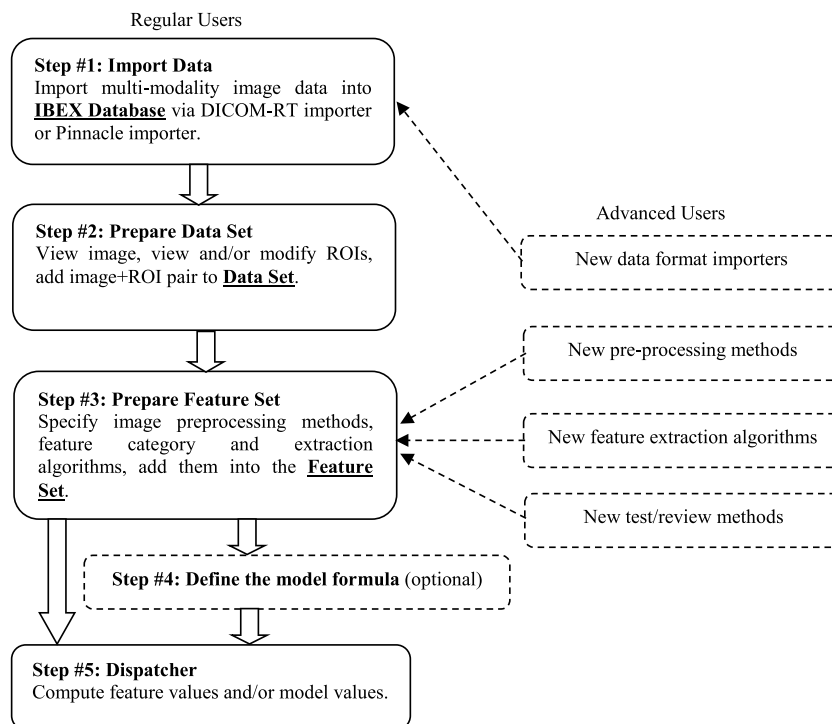 Regular Users
Step #1: Import Data
Import multi-modality image data into
IBEX Database via DICOM-RT importer
or Pinnacle importer.
Step #2: Prepare Data Set
View image, view and/or modify ROIs,
add image+ROI pair to Data Set.
Step #3: Prepare Feature Set
Specify image preprocessing methods,
feature category and extraction
algorithms, add them into the Feature
Set.
Step #4: Define the model formula (optional)
Step #5: Dispatcher
Compute feature values and/or model values.
Advanced Users
New data format importers
New pre-processing methods
New feature extraction algorithms
New test/review methods